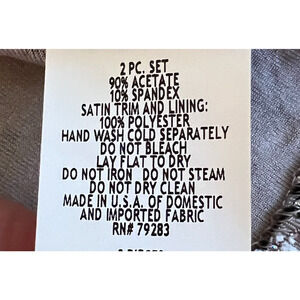 2 PC. SET
90% ACETATE
10% SPANDEX
SATIN TRIM AND LINING:
100% POLYESTER
HAND WASH COLD SEPARATELY
DO NOT BLEACH
LAY FLAT TO DRY
DO NOT IRON DO NOT STEAM
DO NOT DRY CLEAN
MADE IN U.S.A. OF DOMESTIC
AND IMPORTED FABRIC
RN# 79283